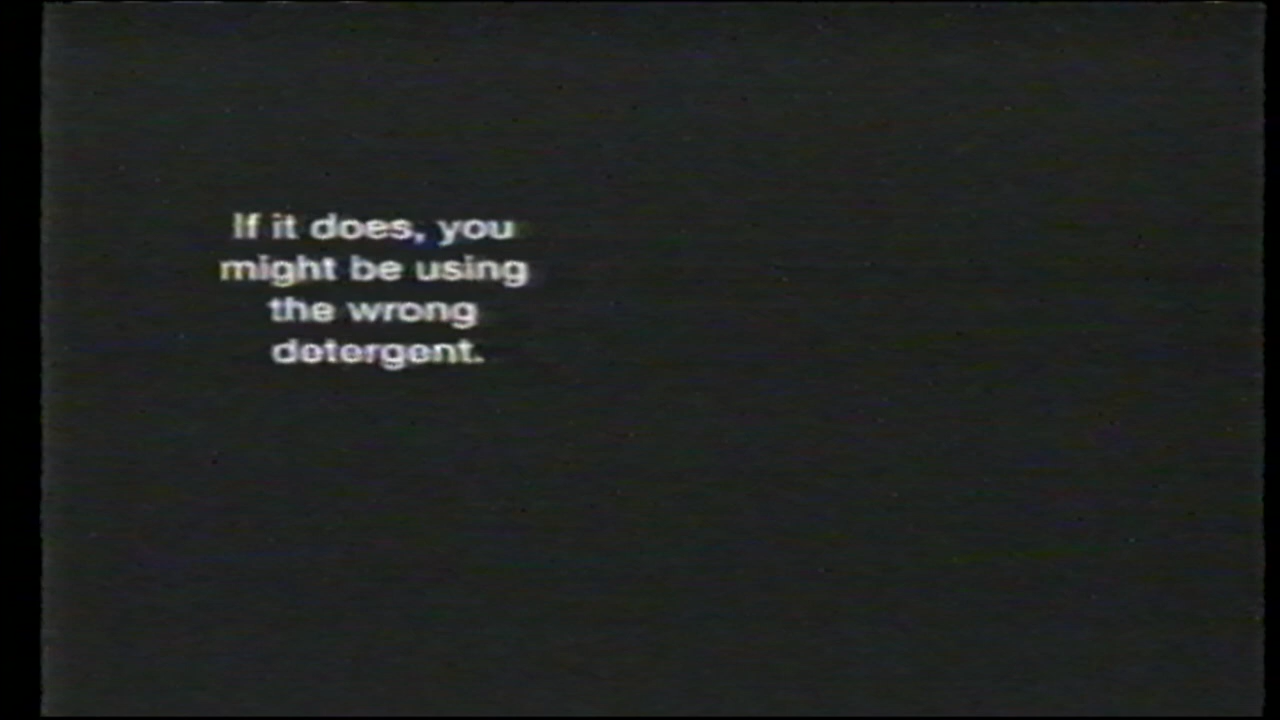 If it does, you
might be using
the wrong
detergent.